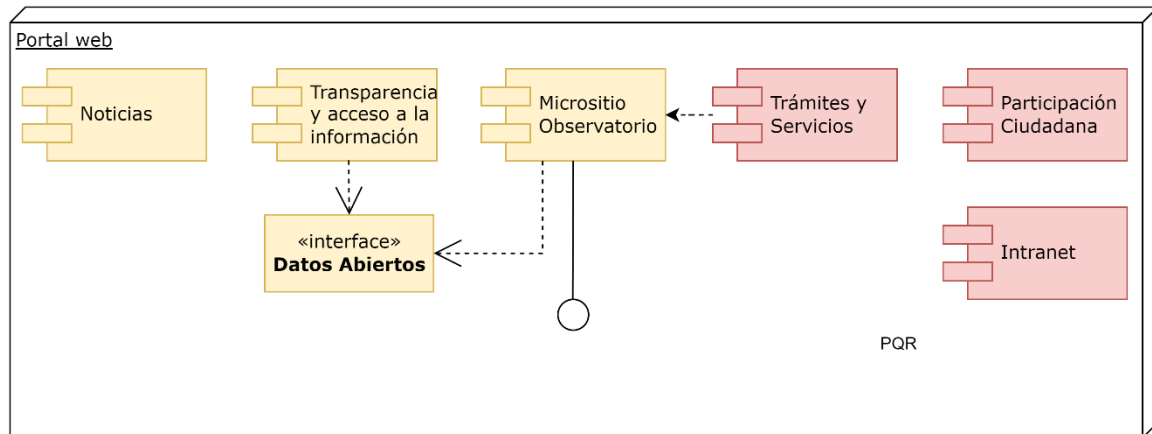 Portal web
Noticias
Transparencia
y acceso a la
información
Micrositio
Observatorio
Trámites y
Servicios
Participación
Ciudadana
«interface»
Datos Abiertos
Intranet
PQR